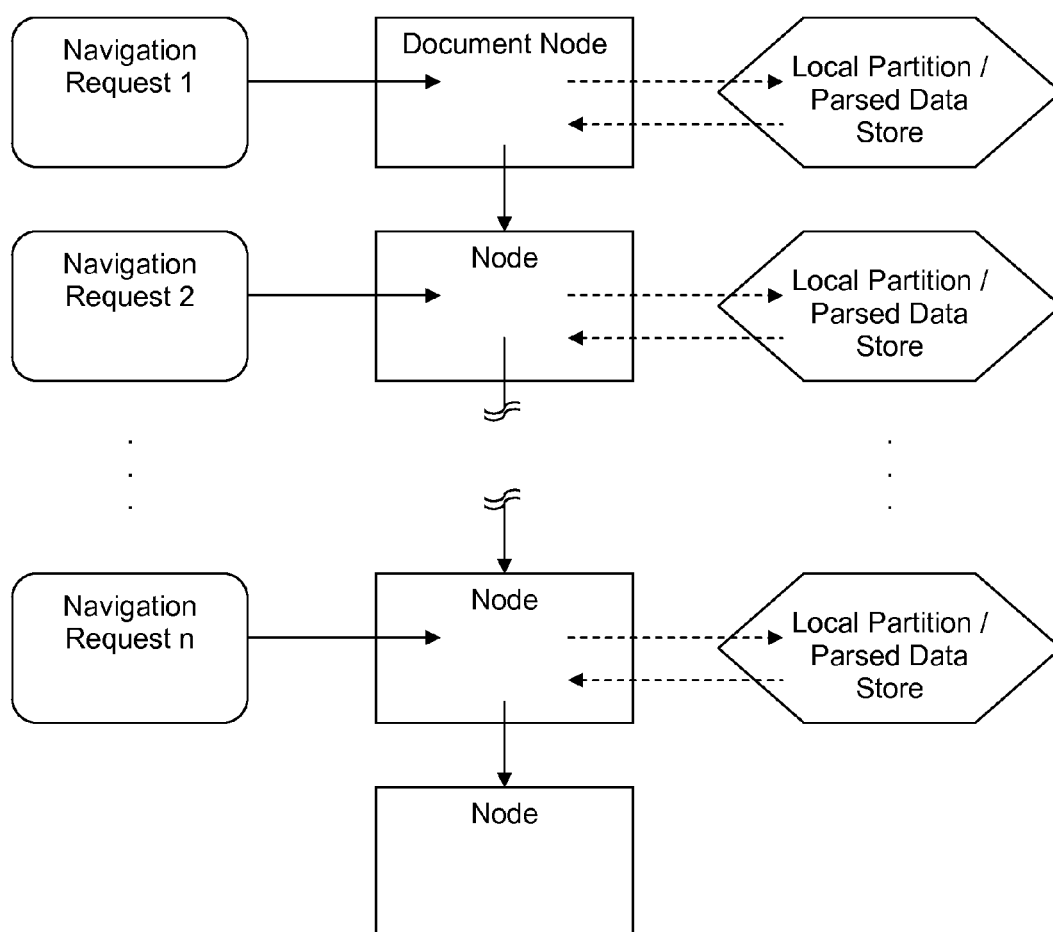 Navigation
Request 1
Document Node
Local Partition /
Parsed Data
Store
Navigation
Request 2
Node
Local Partition /
Parsed Data
Store
Navigation
Request n
Node
Local Partition /
Parsed Data
Store
Node